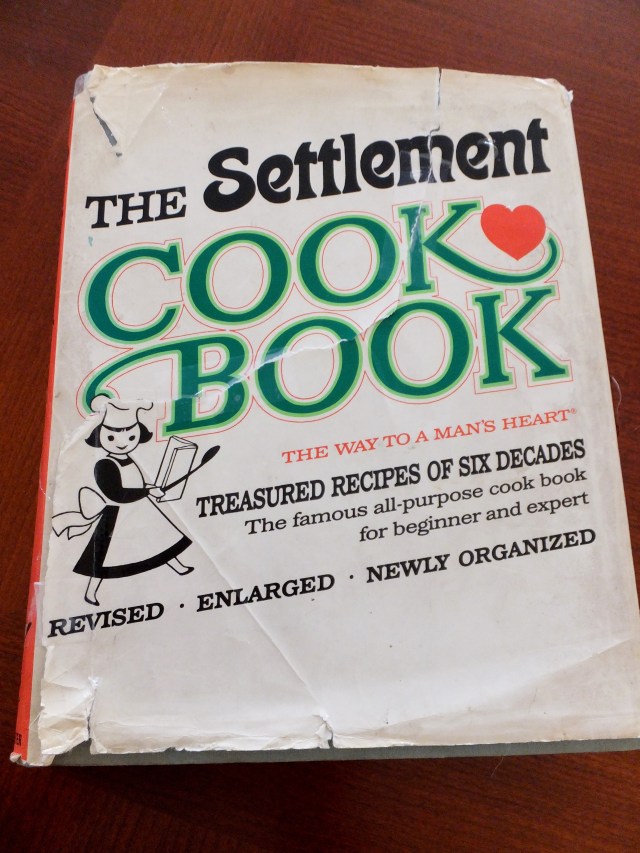 THE Settlement
COOK
BOOK
THE WAY TO A MAN'S HEART®
TREASURED RECIPES OF SIX DECADES
The famous all-purpose cook book
for beginner and expert
REVISED · ENLARGED · NEWLY ORGANIZED